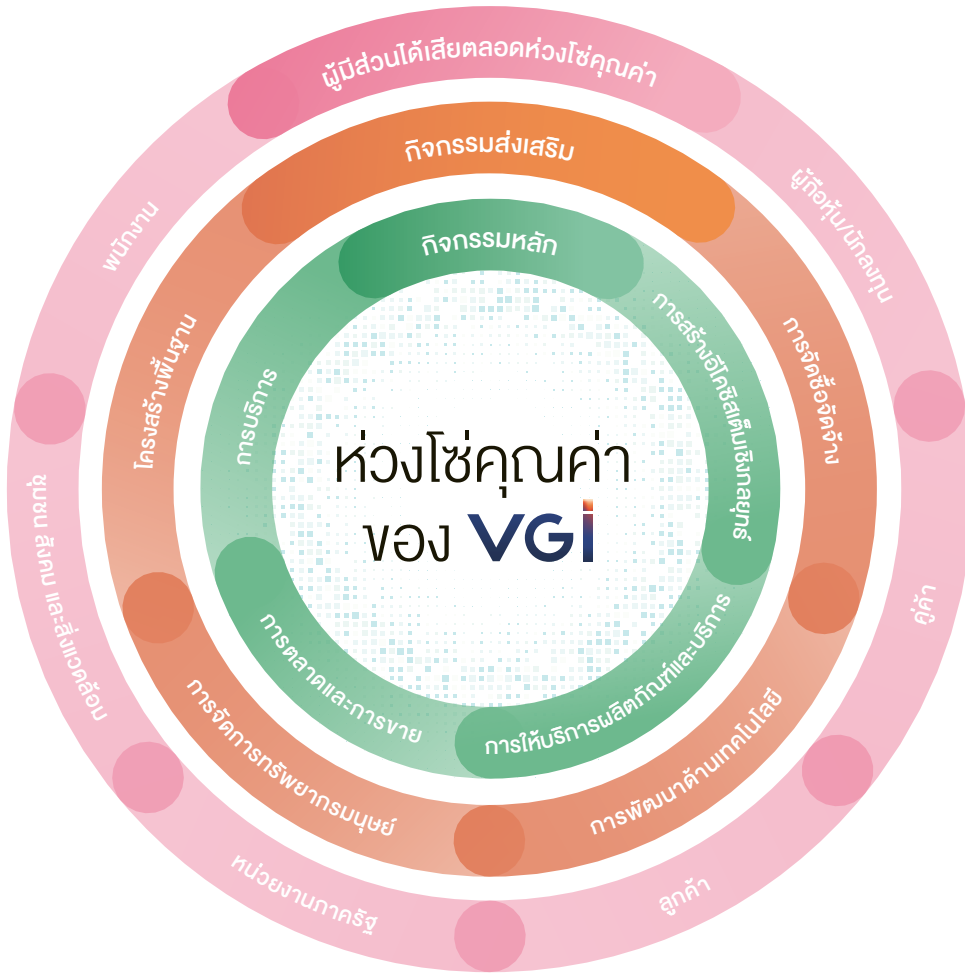 ผู้มีส่วนได้เสียตลอดห่วงโซ่คุณค่า
ผู้ถือหุ้น/นักลงทุน
คู่ค้า
ลูกค้า
หน่วยงานภาครัฐ
ชุมชน สังคม และสิ่งแวดล้อม
พนักงาน
กิจกรรมส่งเสริม
การจัดซื้อจัดจ้าง
การพัฒนาด้านเทคโนโลยี
การจัดการทรัพยากรมนุษย์
โครงสร้างพื้นฐาน
กิจกรรมหลัก
การสร้างอีโคซิสเต็มเชิงกลยุทธ์
การให้บริการผลิตภัณฑ์และบริการ
การตลาดและการขาย
การบริการ
ห่วงโซ่คุณค่า
ของ VGI